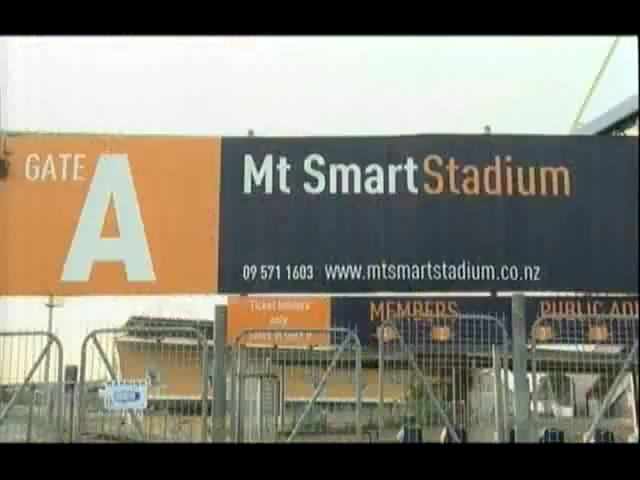 GATE A
Mt Smart Stadium
09 571 1603 www.mtsmartstadium.co.nz
Ticket holders
only
MEMBERS
PUBLIC